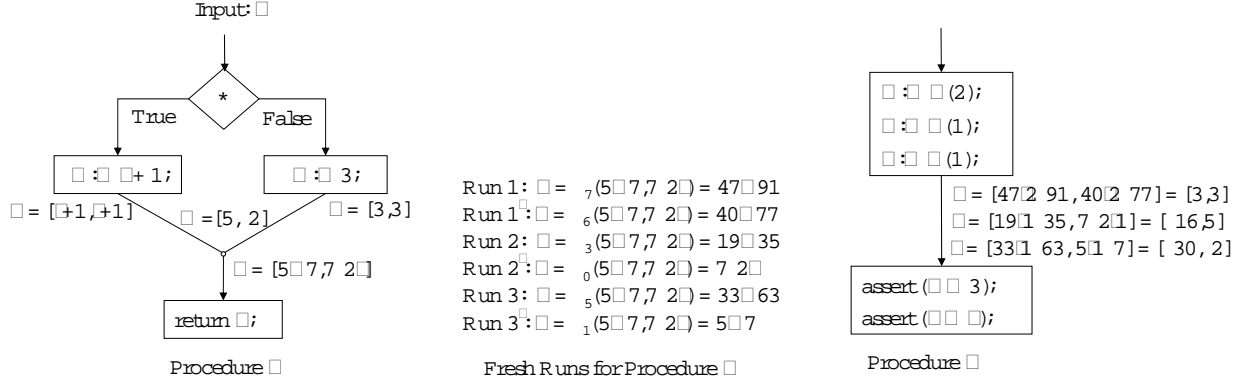 Input: □
*
True
False
□ :□ □+ 1;
□ :□ 3;
□ = [□+1,□+1]
□ =[5, 2]
□ = [3,3]
□ = [5□ 7,7 2□]
return □;
Procedure □
Run 1: □ = 7(5□ 7,7 2□) = 47□ 91
Run 1□: □ = 6(5□ 7,7 2□) = 40□ 77
Run 2: □ = 3(5□ 7,7 2□) = 19□ 35
Run 2□: □ = 0(5□ 7,7 2□) = 7 2□
Run 3: □ = 5(5□ 7,7 2□) = 33□ 63
Run 3□: □ = 1(5□ 7,7 2□) = 5□ 7
Fresh Runs for Procedure □
□ :□ □ (2);
□ :□ □ (1);
□ :□ □ (1);
□ = [47□2 91,40□2 77]= [3,3]
□ = [19□1 35,7 2□1] = [ 16,5]
□ = [33□1 63,5□1 7] = [ 30, 2]
assert (□ □ 3);
assert (□ □ □);
Procedure □